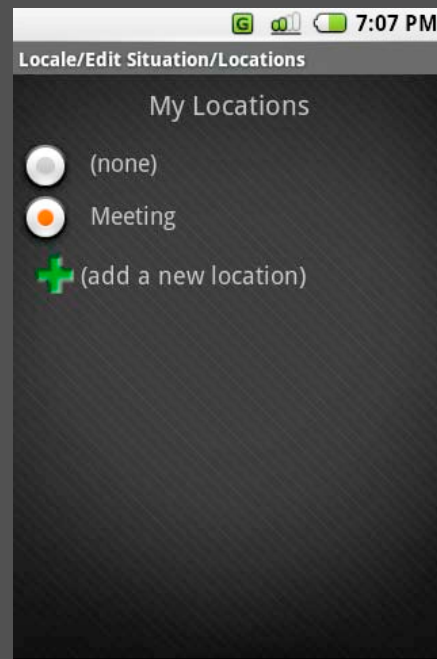 G 7:07 PM
Locale/Edit Situation/Locations
My Locations
(none)
Meeting
(add a new location)